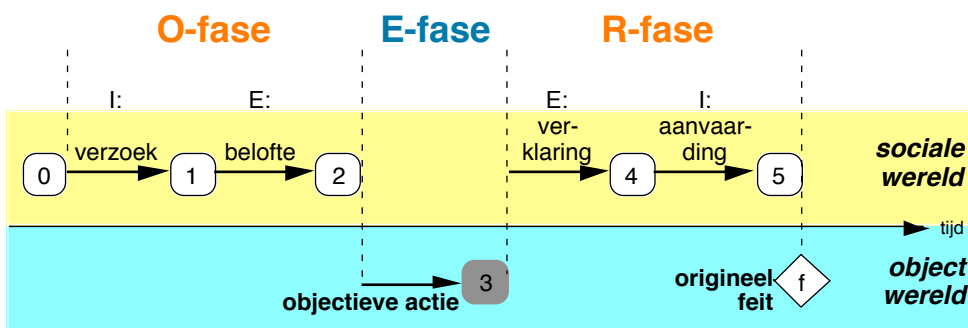 O-fase E-fase R-fase
I: E: E: I:
verzoek belofte ver-
klaring aanvaar-
ding sociale
wereld
0 1 2 4 5
tijd
3 objectieve actie
origineel
feit f object
wereld